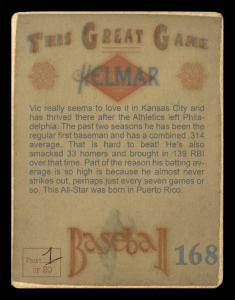 THIS GREAT GAME
HELMAR
Vic really seems to love it in Kansas City and
has thrived there after the Athletics left Phila-
delphia. The past two seasons he has been the
regular first baseman and has a combined .314
average. That is hard to beat! He's also
smacked 33 homers and brought in 139 RBI
over that time. Part of the reason his batting av-
erage is so high is because he almost never
strikes out, perhaps just every seven games or
so. This All-Star was born in Puerto Rico.
Baseball
168
1
OF 20